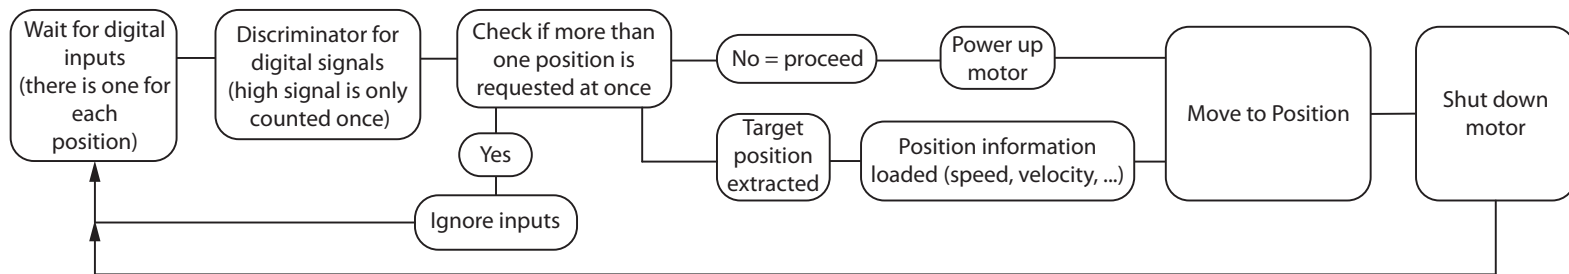 Wait for digital
inputs
(there is one for
each
position)
Discriminator for
digital signals
(high signal is only
counted once)
Check if more than
one position is
requested at once
No = proceed
Power up
motor
Move to Position
Shut down
motor
Yes
Target
position
extracted
Position information
loaded (speed, velocity, ...)
Ignore inputs